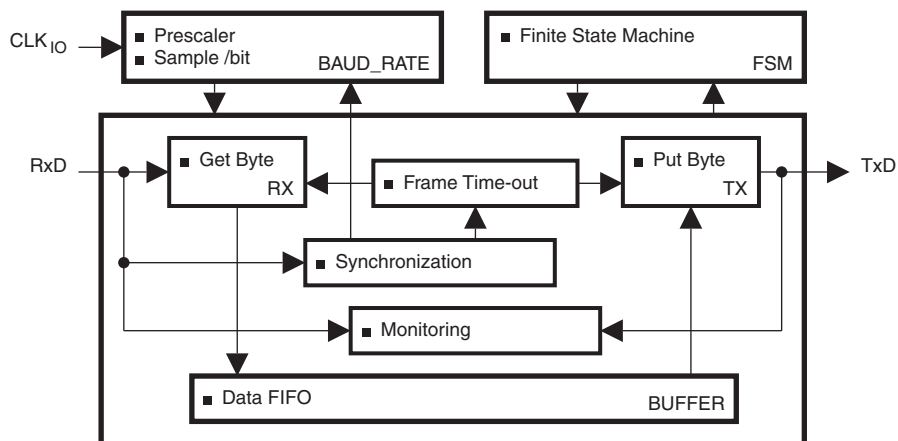 CLK IO
Prescaler
Sample /bit
BAUD_RATE
Finite State Machine
FSM
RxD
Get Byte
RX
Frame Time-out
Put Byte
TX
TxD
Synchronization
Monitoring
Data FIFO
BUFFER